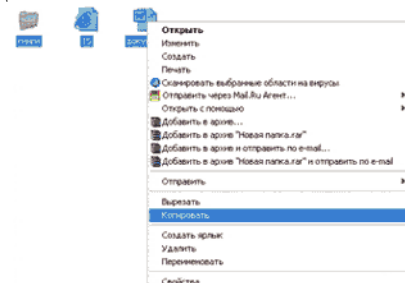 15
Открыть
Изменить
Создать
Печать
Сканировать выбранные области на вирусы
Отправить через Mail.Ru Агент...
Открыть с помощью
Добавить в архив...
Добавить в архив "Новая папка.rar"
Добавить в архив и отправить по e-mail...
Добавить в архив "Новая папка.rar" и отправить по e-mail
Отправить
Вырезать
Копировать
Создать ярлык
Удалить
Переименовать
Свойства